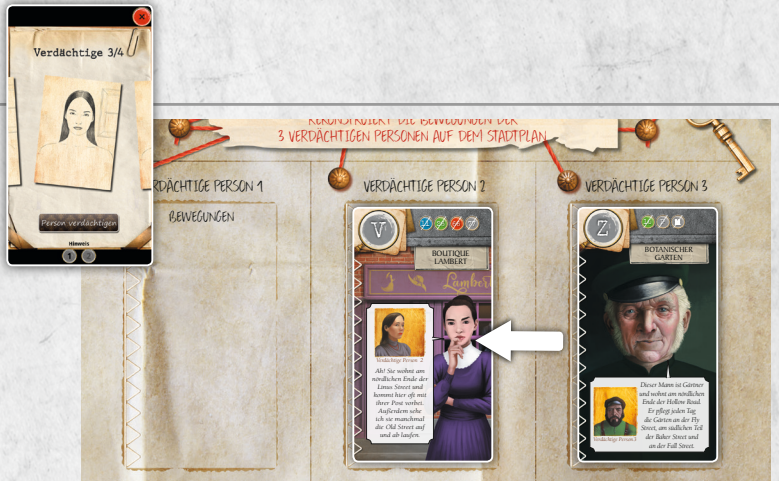 Verdächtige 3/4
Person verdächtigen
Hinweis
1 2
REKONSTRUIERT DIE BEWEGUNGEN DER
3 VERDÄCHTIGEN PERSONEN AUF DEM STADTPLAN
RDÄCHTIGE PERSON 1
BEWEGUNGEN
VERDÄCHTIGE PERSON 2
V
BOUTIQUE
LAMBERT
Lambert
Verdächtige Person 2
Ah! Sie wohnt am
nördlichen Ende der
Linus Street und
kommt hier oft mit
ihrer Post vorbei.
Außerdem sehe
ich sie manchmal
die Old Street auf
und ab laufen.
VERDÄCHTIGE PERSON 3
Z
BOTANISCHER
GARTEN
Verdächtige Person 3
Dieser Mann ist Gärtner
und wohnt am nördlichen
Ende der Hollow Road.
Er pflegt jeden Tag
die Gärten an der Fly
Street, am südlichen Teil
der Baher Street und
an der Fall Street.